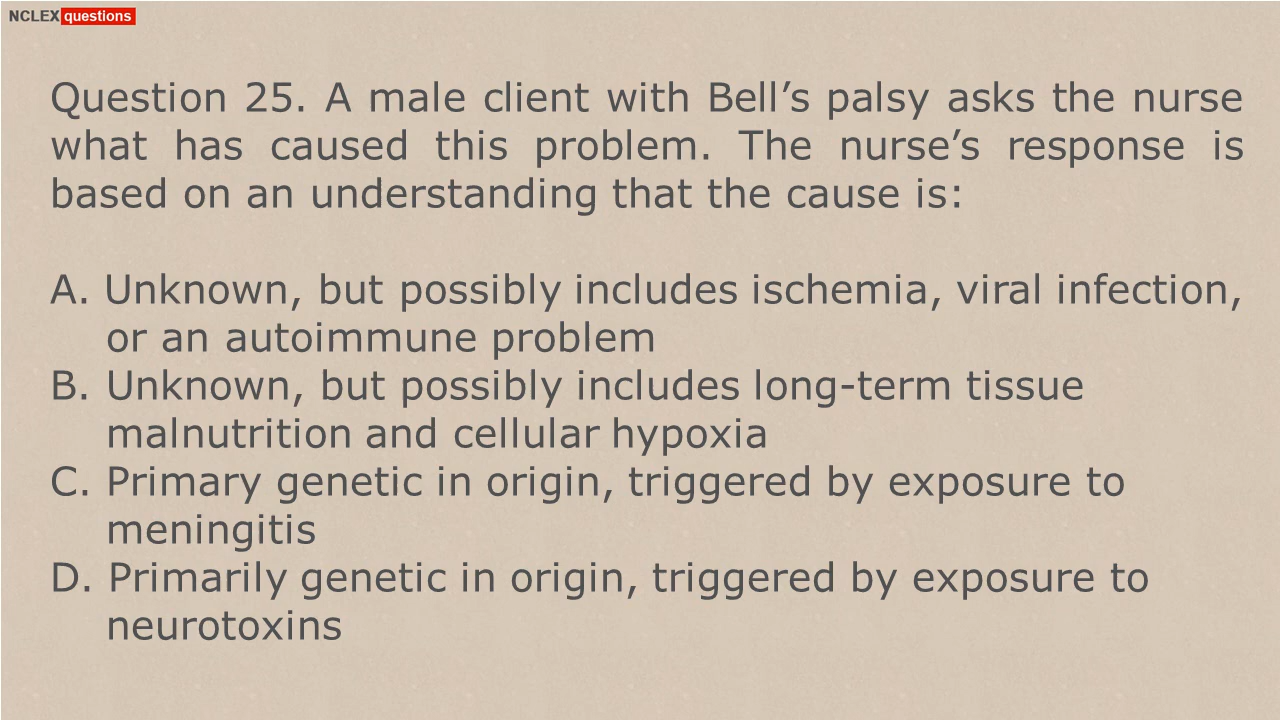 NCLEX questions
Question 25. A male client with Bell’s palsy asks the nurse
what has caused this problem. The nurse’s response is
based on an understanding that the cause is:
A. Unknown, but possibly includes ischemia, viral infection,
or an autoimmune problem
B. Unknown, but possibly includes long-term tissue
malnutrition and cellular hypoxia
C. Primary genetic in origin, triggered by exposure to
meningitis
D. Primarily genetic in origin, triggered by exposure to
neurotoxins